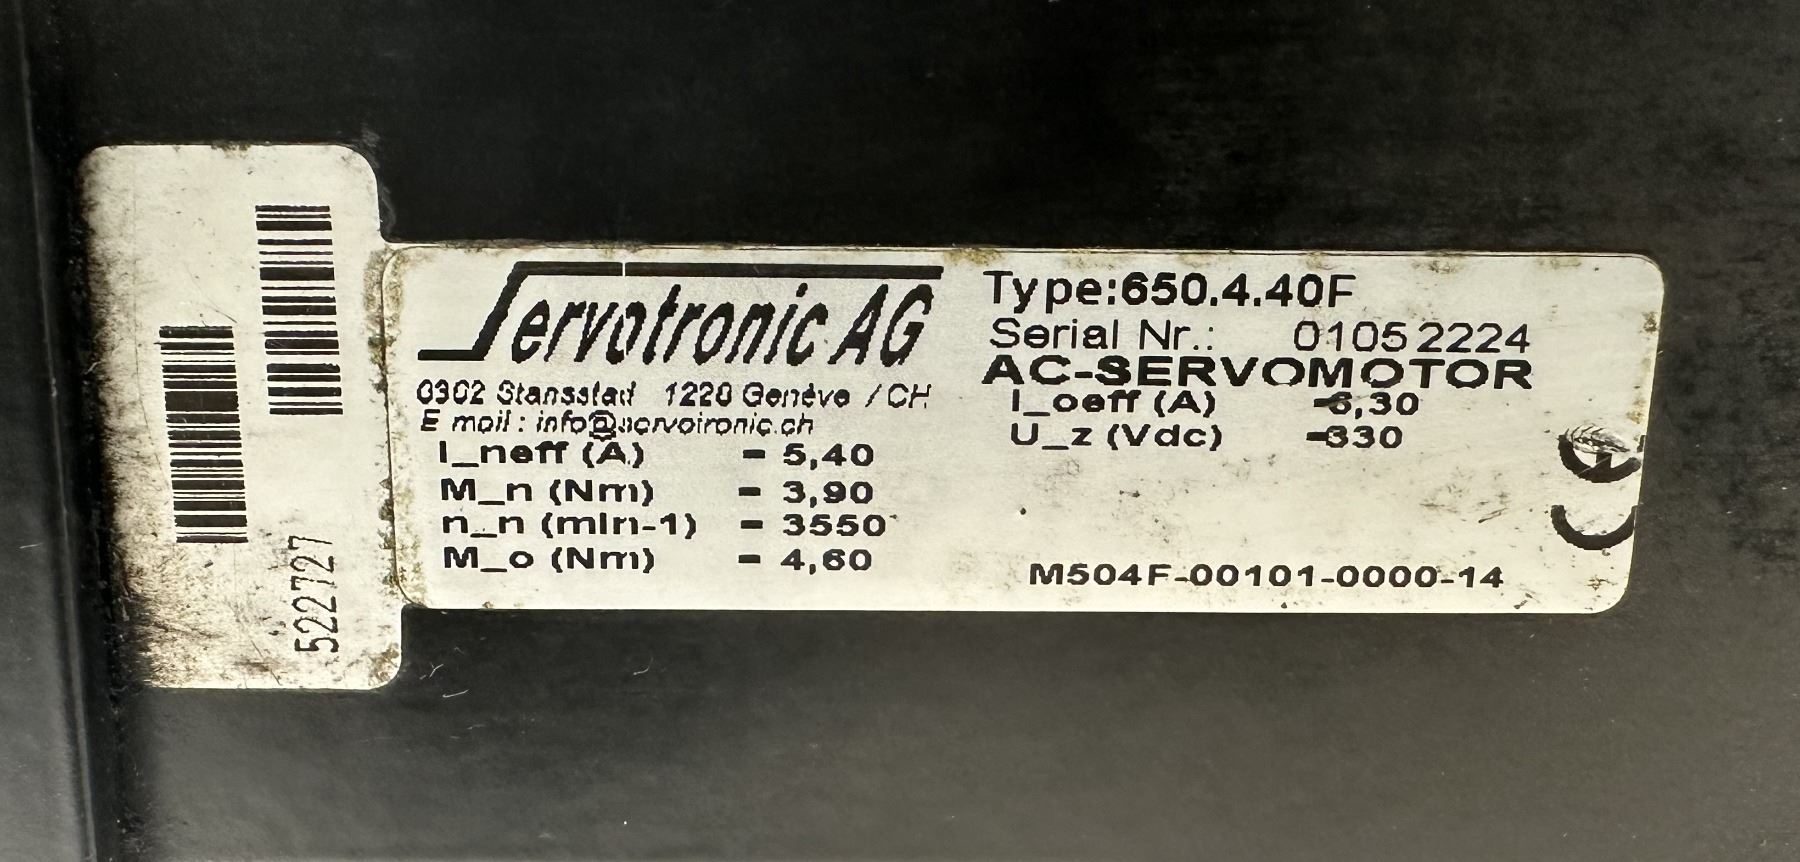 522727
Servotronic AG
6362 Stansstad 1220 Genève / CH
E mail : info@servotronic.ch
I_neff (A) = 5,40
M_n (Nm) = 3,90
n_n (min-1) = 3550
M_o (Nm) = 4,60
Type:650.4.40F
Serial Nr.: 01052224
AC-SERVOMOTOR
I_oeff (A) =6,30
U_z (Vdc) =330
CE
M504F-00101-0000-14